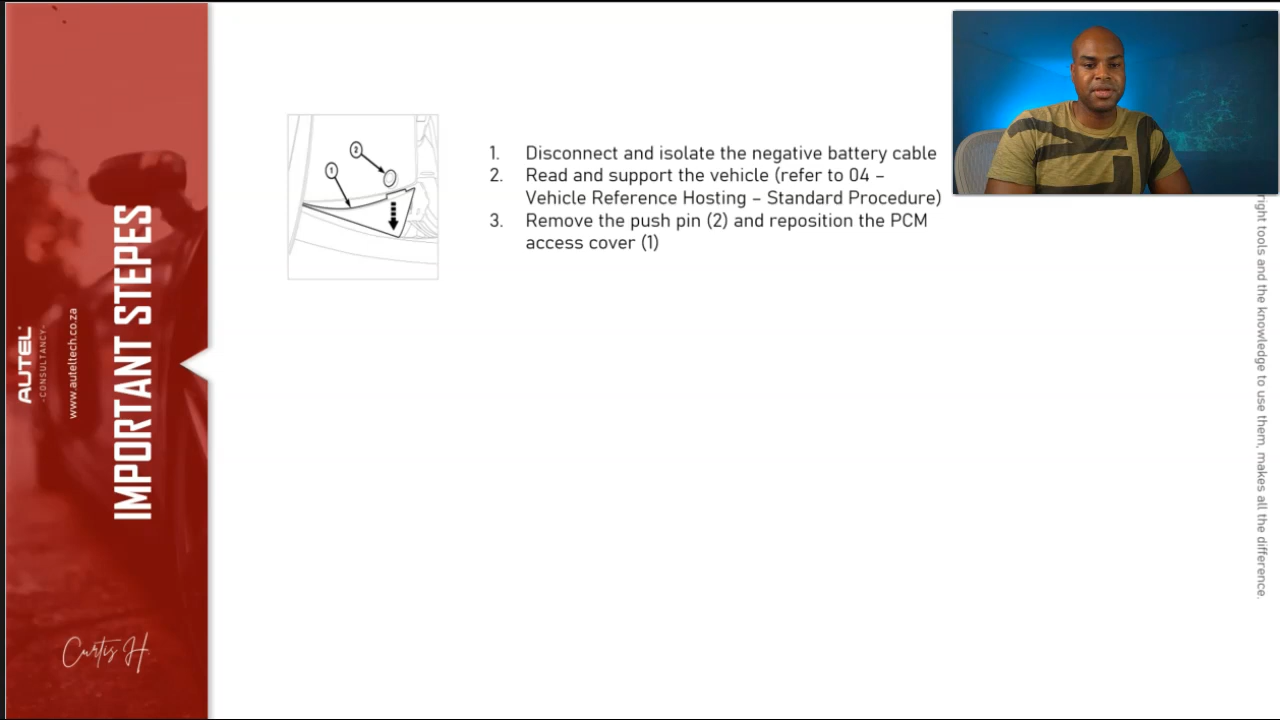 AUTEL
-CONSULTANCY-
www.auteltech.co.za
IMPORTANT STEPES
Curtis H.
1
2
1. Disconnect and isolate the negative battery cable
2. Read and support the vehicle (refer to 04 –
Vehicle Reference Hosting – Standard Procedure)
3. Remove the push pin (2) and reposition the PCM
access cover (1)
right tools and the knowledge to use them, makes all the difference.